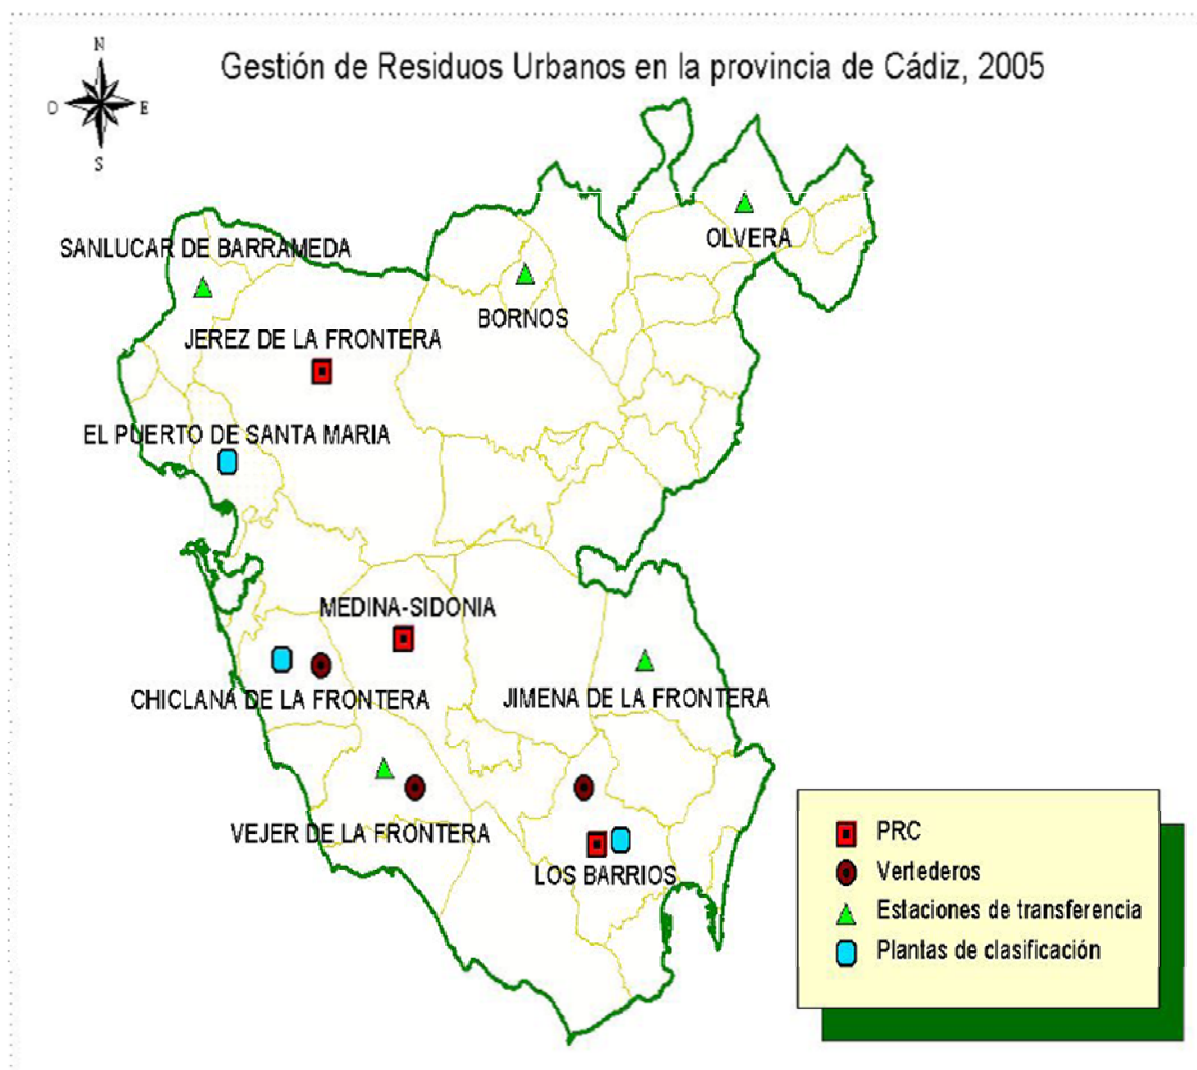 Gestión de Residuos Urbanos en la provincia de Cádiz, 2005
N
O E
S
OLVERA
SANLUCAR DE BARRAMEDA
BORNOS
JEREZ DE LA FRONTERA
EL PUERTO DE SANTA MARIA
MEDINA-SIDONIA
CHICLANA DE LA FRONTERA
JIMENA DE LA FRONTERA
VEJER DE LA FRONTERA
LOS BARRIOS
PRC
Vertederos
Estaciones de transferencia
Plantas de clasificación